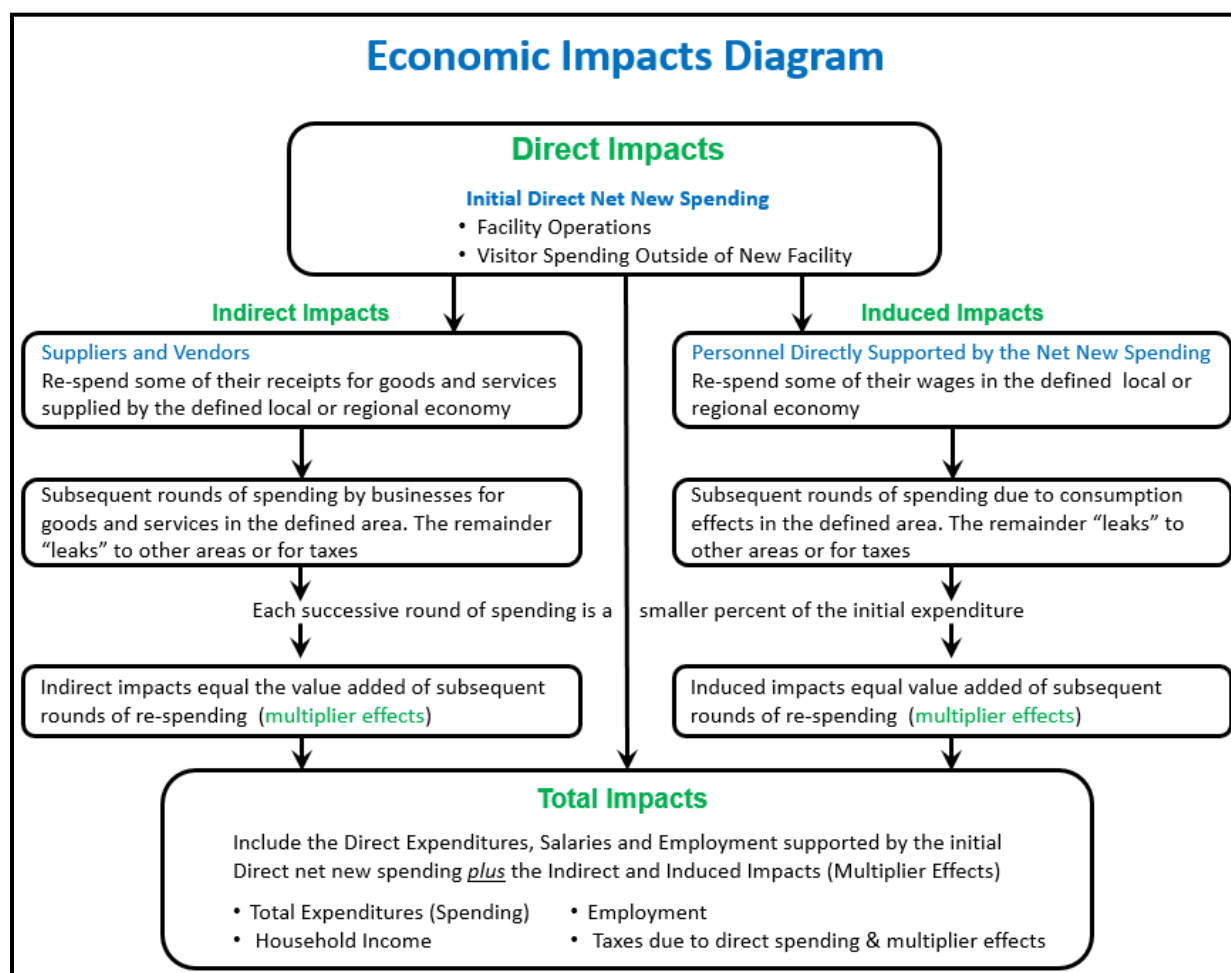 Economic Impacts Diagram
Direct Impacts
Initial Direct Net New Spending
• Facility Operations
• Visitor Spending Outside of New Facility
Indirect Impacts
Suppliers and Vendors
Re-spend some of their receipts for goods and services
supplied by the defined local or regional economy
Induced Impacts
Personnel Directly Supported by the Net New Spending
Re-spend some of their wages in the defined local or
regional economy
Subsequent rounds of spending by businesses for
goods and services in the defined area. The remainder
“leaks” to other areas or for taxes
Subsequent rounds of spending due to consumption
effects in the defined area. The remainder “leaks” to
other areas or for taxes
Each successive round of spending is a smaller percent of the initial expenditure
Indirect impacts equal the value added of subsequent
rounds of re-spending (multiplier effects)
Induced impacts equal value added of subsequent
rounds of re-spending (multiplier effects)
Total Impacts
Include the Direct Expenditures, Salaries and Employment supported by the initial
Direct net new spending plus the Indirect and Induced Impacts (Multiplier Effects)
• Total Expenditures (Spending)
• Household Income
• Employment
• Taxes due to direct spending & multiplier effects